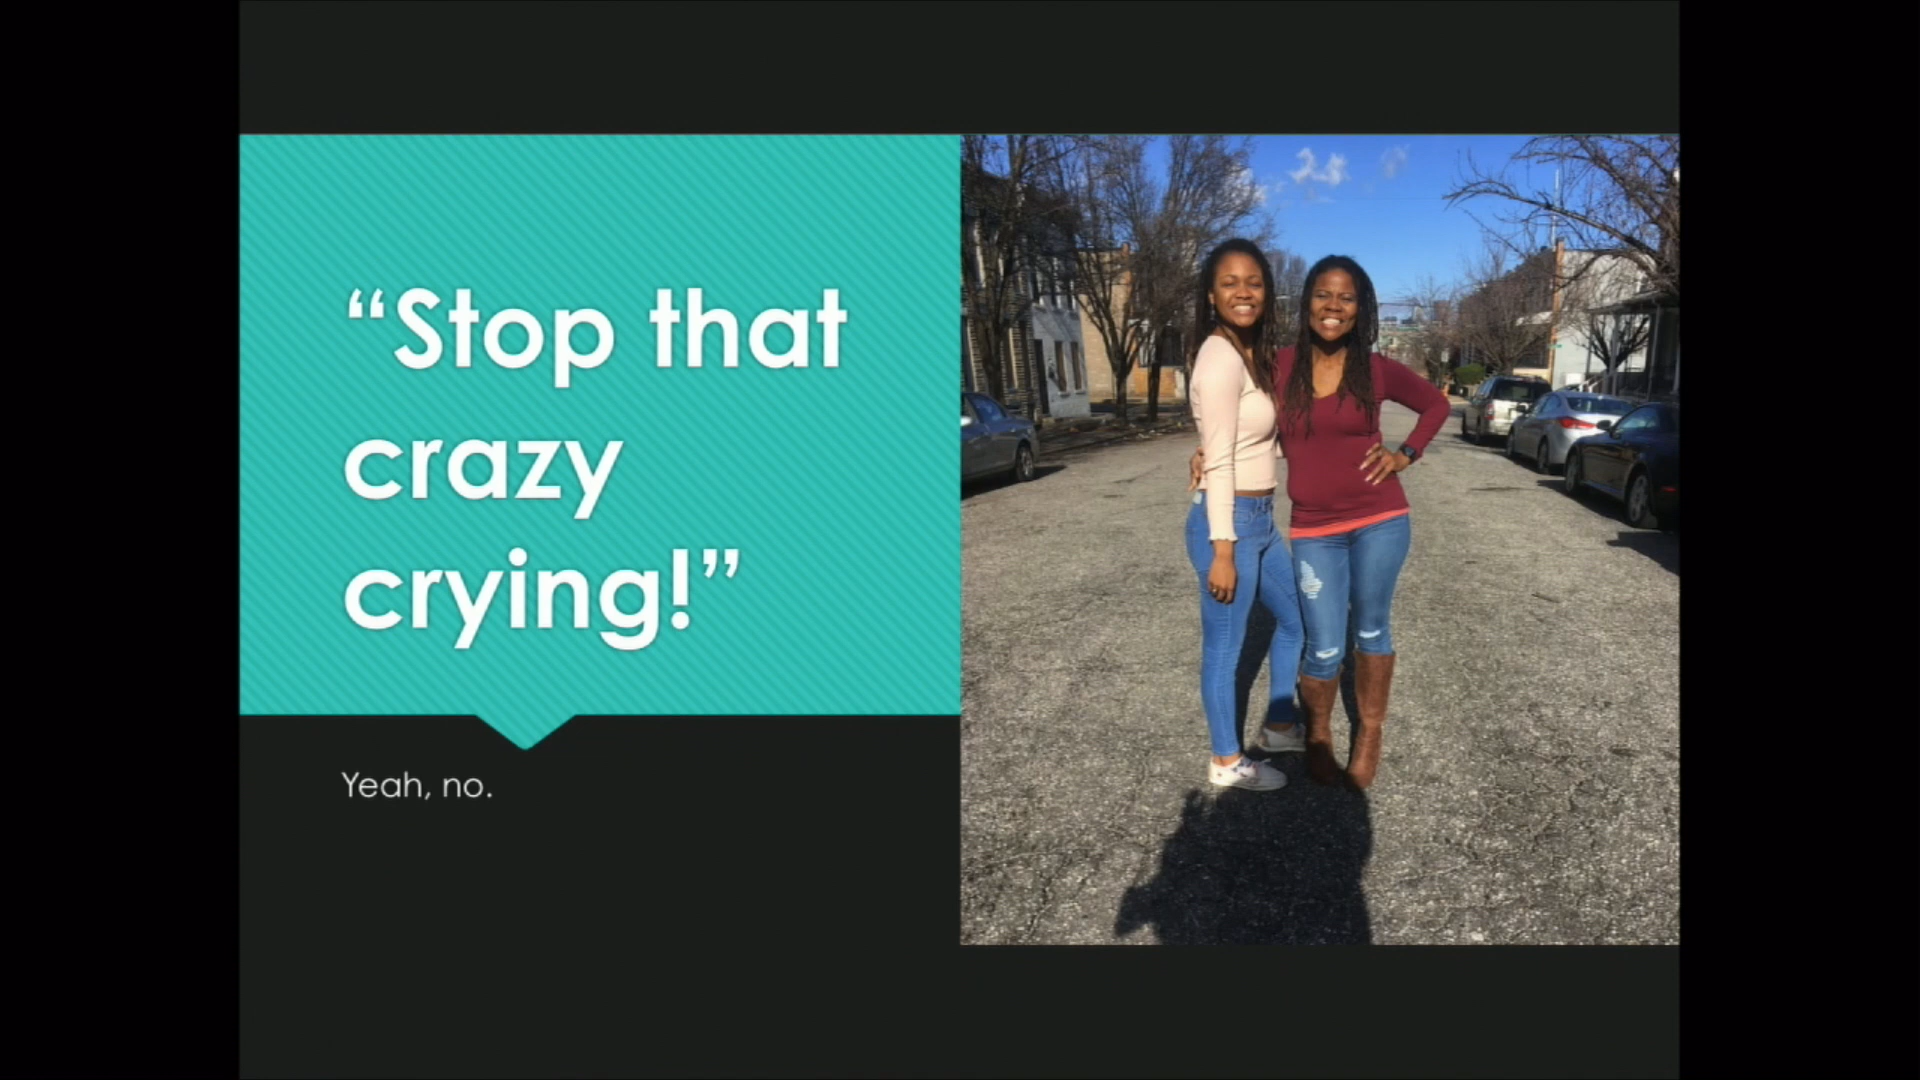 “Stop that
crazy
crying!”
Yeah, no.